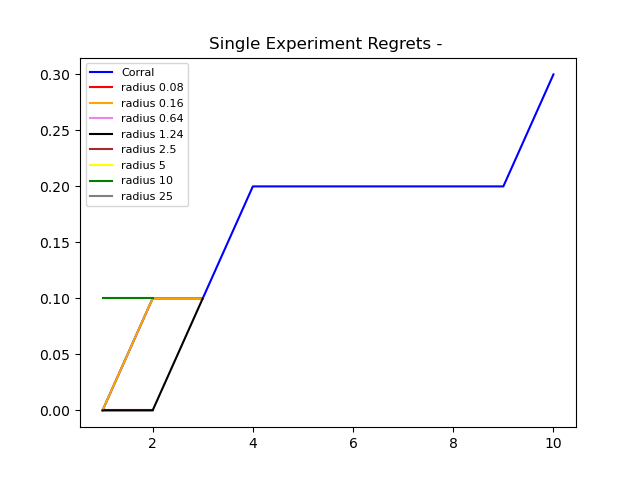 Single Experiment Regrets -
0.30
0.25
0.20
0.15
0.10
0.05
0.00
Corral
radius 0.08
radius 0.16
radius 0.64
radius 1.24
radius 2.5
radius 5
radius 10
radius 25
2 4 6 8 10